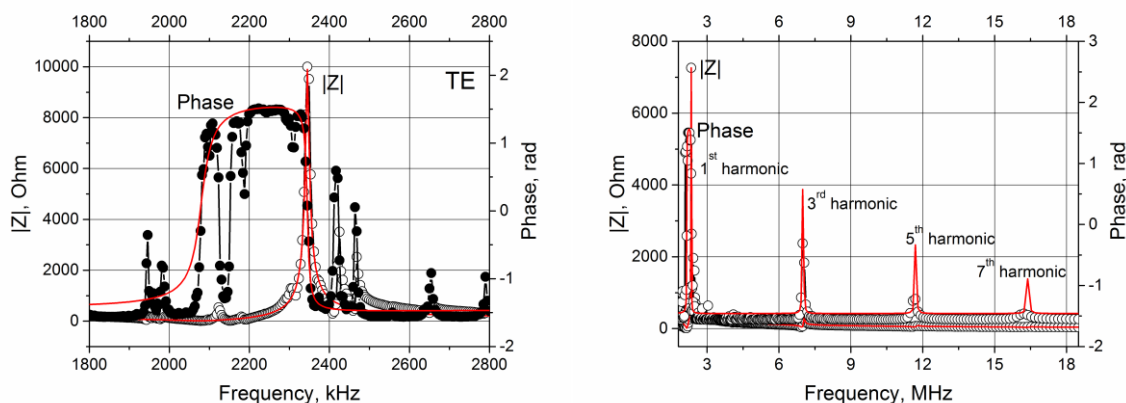 1800 2000 2200 2400 2600 2800
10000
8000
6000
4000
2000
0
|Z|, Ohm
TE
|Z|
Phase
2
1
0
-1
-2
Phase, rad
1800 2000 2200 2400 2600 2800
Frequency, kHz
3 6 9 12 15 18
8000
6000
4000
2000
0
|Z|, Ohm
|Z|
Phase
1st harmonic
3rd harmonic
5th harmonic
7th harmonic
3
2
1
0
-1
-2
Phase, rad
3 6 9 12 15 18
Frequency, MHz